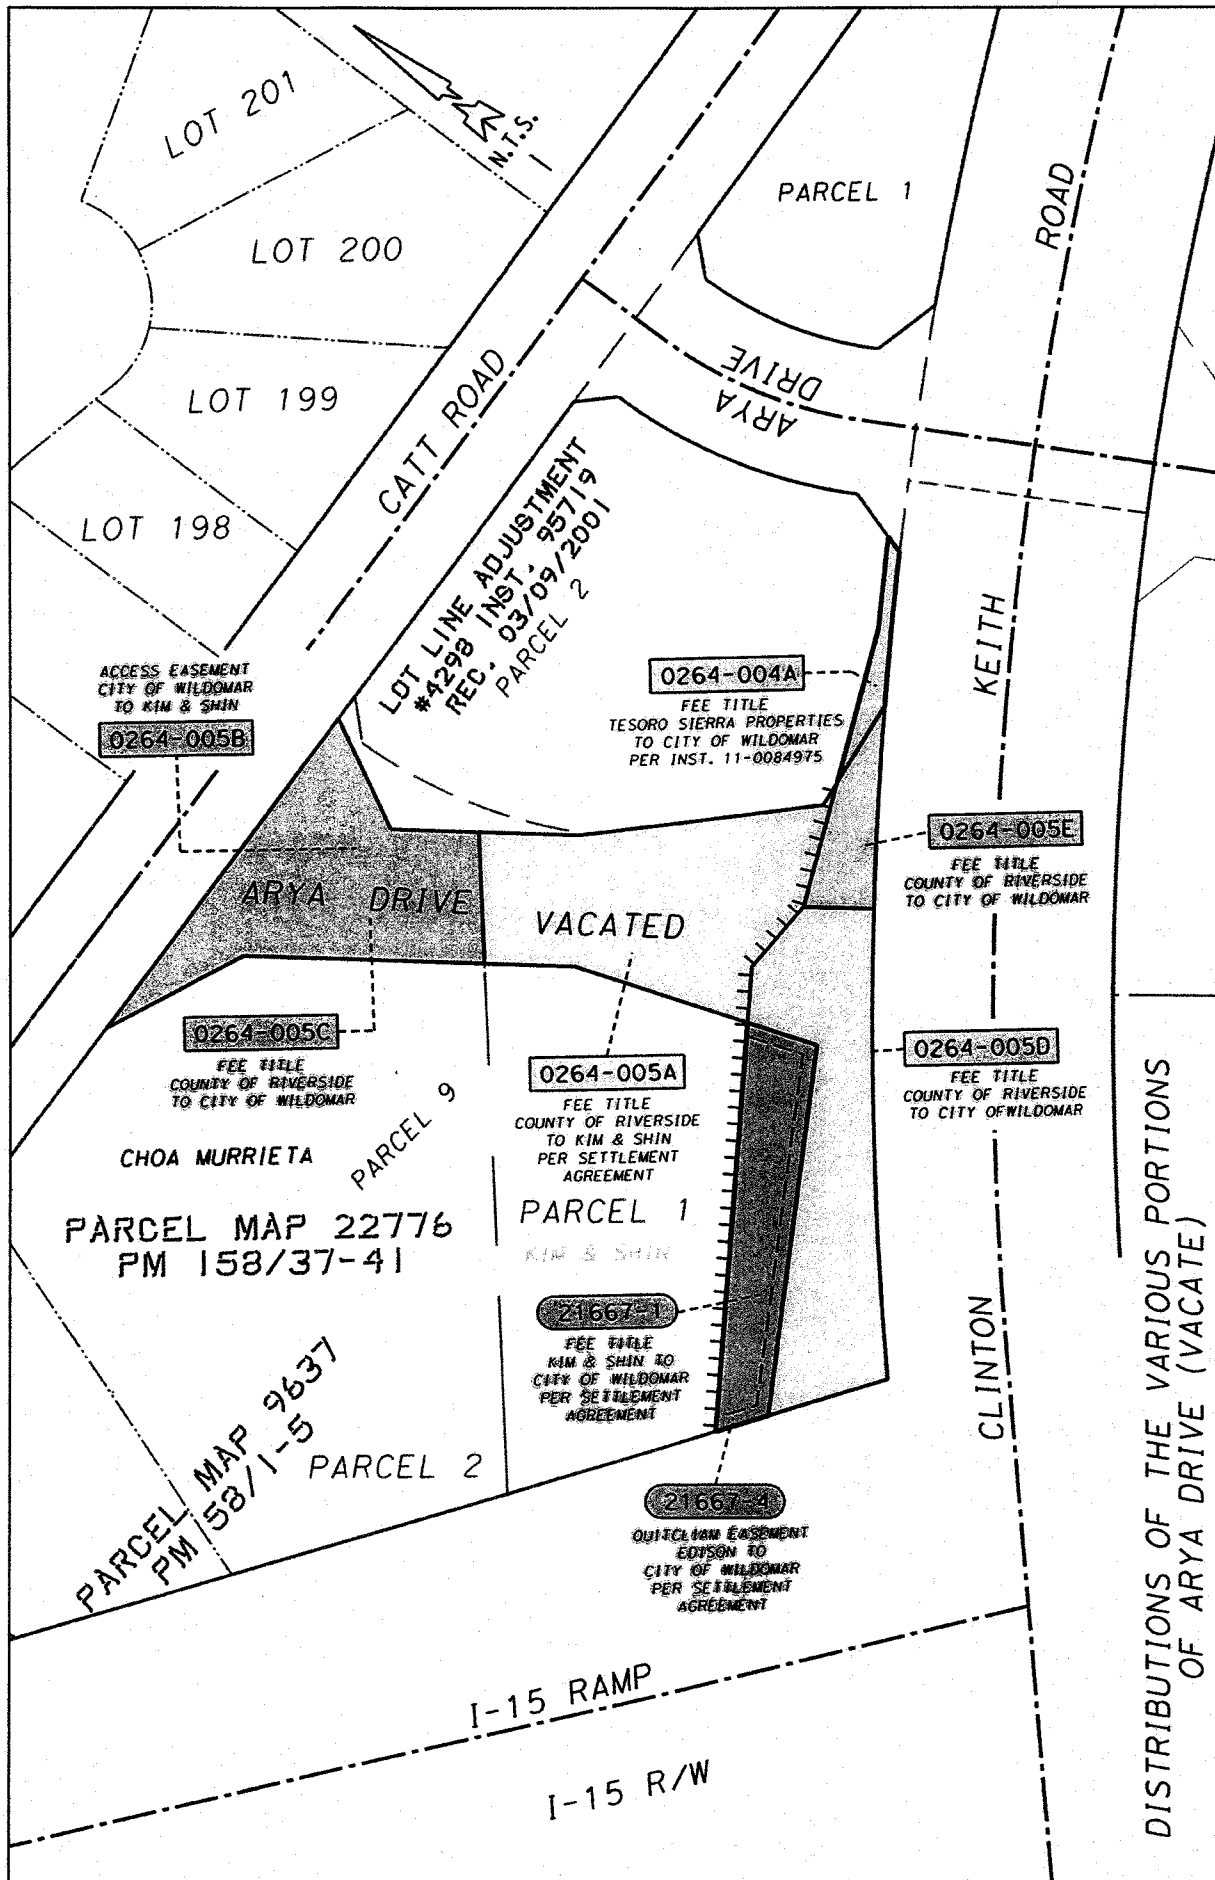 LOT 201
N.T.S.
PARCEL 1
ROAD
LOT 200
ARYA
DRIVE
LOT 199
CATT ROAD
LOT 198
LOT LINE ADJUSTMENT
#4298 INST. 95719
REC. 03/09/2001
PARCEL 2
KEITH
ACCESS EASEMENT
CITY OF WILDOMAR
TO KIM & SHIN
0264-005B
0264-004A
FEE TITLE
TESORO SIERRA PROPERTIES
TO CITY OF WILDOMAR
PER INST. 11-0084975
0264-005E
FEE TITLE
COUNTY OF RIVERSIDE
TO CITY OF WILDOMAR
ARYA DRIVE
VACATED
0264-005C
FEE TITLE
COUNTY OF RIVERSIDE
TO CITY OF WILDOMAR
0264-005A
FEE TITLE
COUNTY OF RIVERSIDE
TO KIM & SHIN
PER SETTLEMENT
AGREEMENT
0264-005D
FEE TITLE
COUNTY OF RIVERSIDE
TO CITY OFWILDOMAR
CHOA MURRIETA
PARCEL 9
PARCEL MAP 22776
PM 158/37-41
PARCEL 1
KIM & SHIN
21667-1
FEE TITLE
KIM & SHIN TO
CITY OF WILDOMAR
PER SETTLEMENT
AGREEMENT
CLINTON
PARCEL MAP 9637
PM 58/1-5
PARCEL 2
21667-4
QUITCLIAM EASEMENT
EDISON TO
CITY OF WILDOMAR
PER SETTLEMENT
AGREEMENT
I-15 RAMP
I-15 R/W
DISTRIBUTIONS OF THE VARIOUS PORTIONS
OF ARYA DRIVE (VACATE)